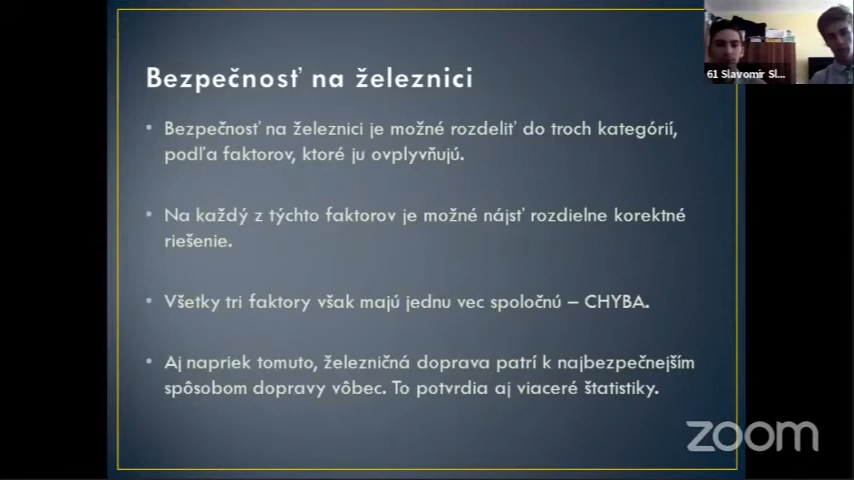 61 Slavomír Sl...
Bezpečnosť na železnici
• Bezpečnosť na železnici je možné rozdeliť do troch kategórií,
podľa faktorov, ktoré ju ovplyvňujú.
• Na každý z týchto faktorov je možné nájsť rozdielne korektné
riešenie.
• Všetky tri faktory však majú jednu vec spoločnú – CHYBA.
• Aj napriek tomuto, železničná doprava patrí k najbezpečnejším
spôsobom dopravy vôbec. To potvrdia aj viaceré štatistiky.
zoom